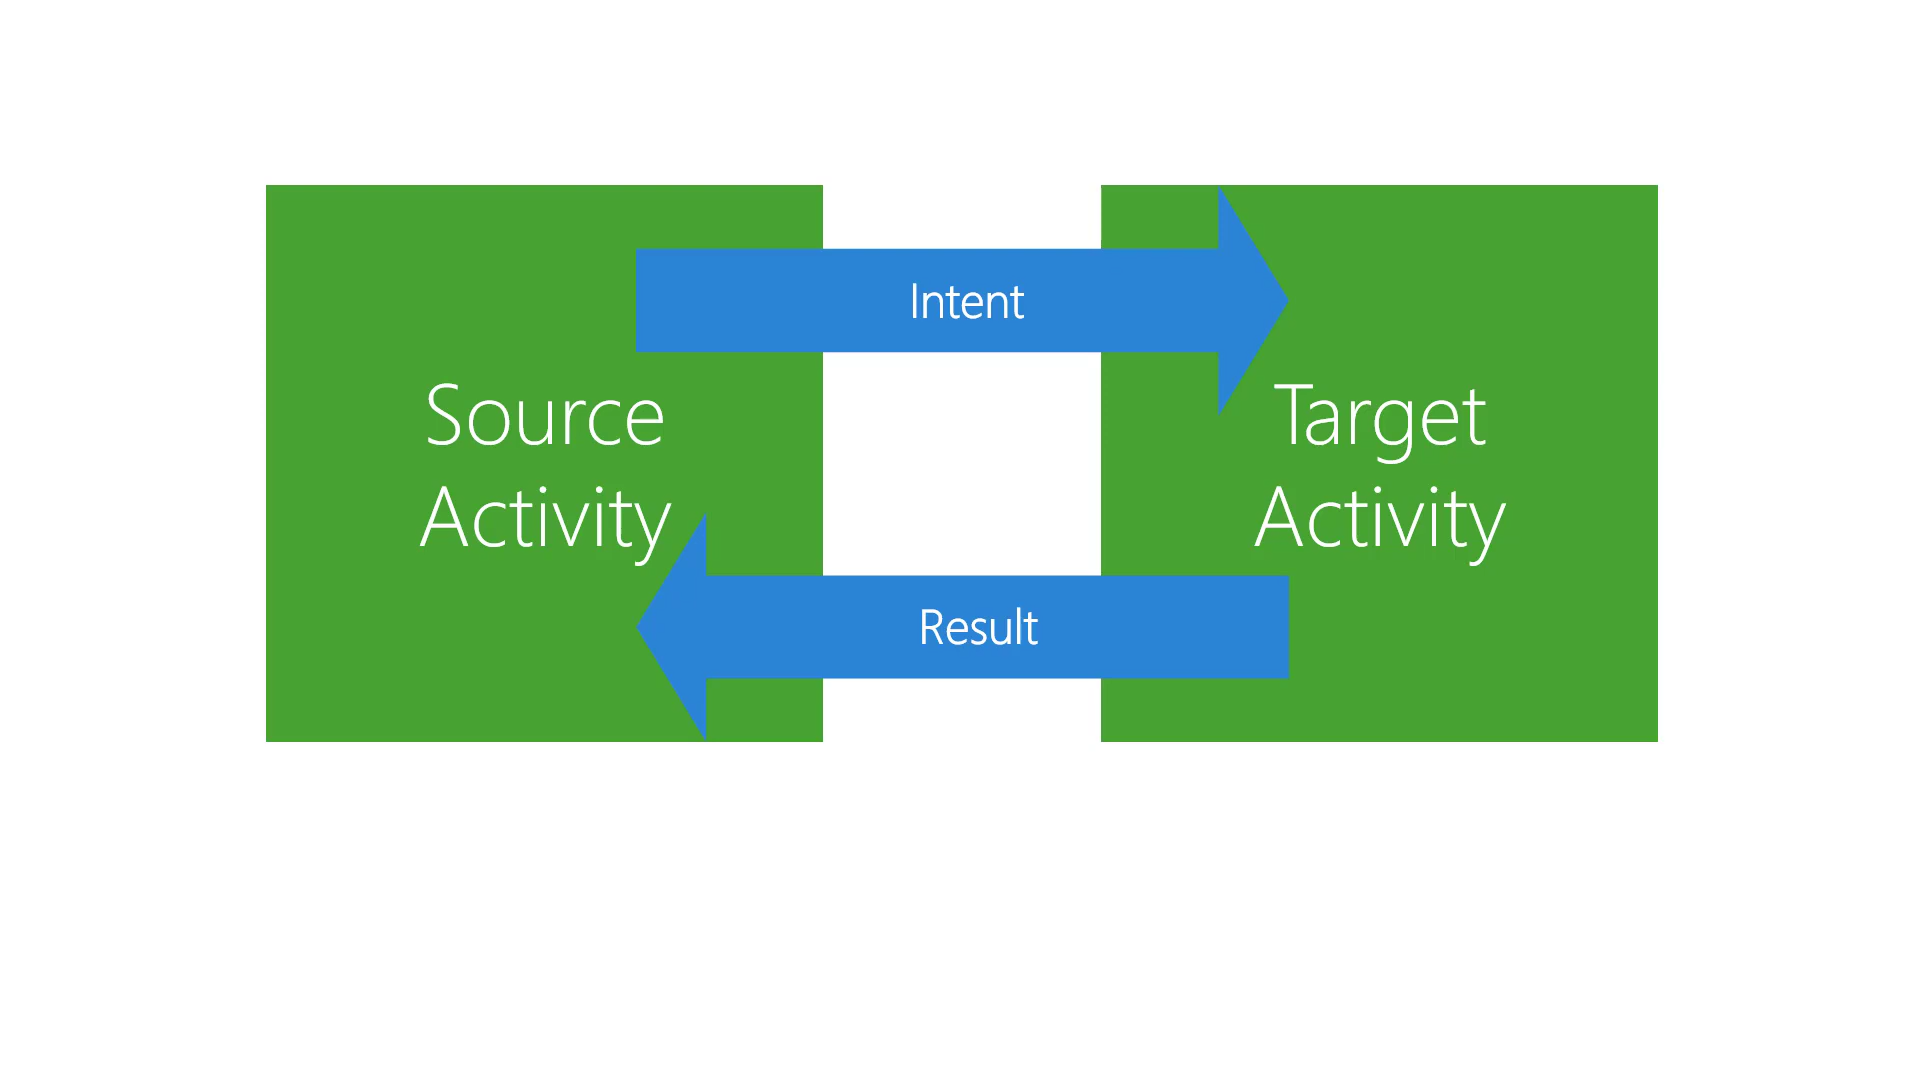 Intent
Source
Activity
Target
Activity
Result